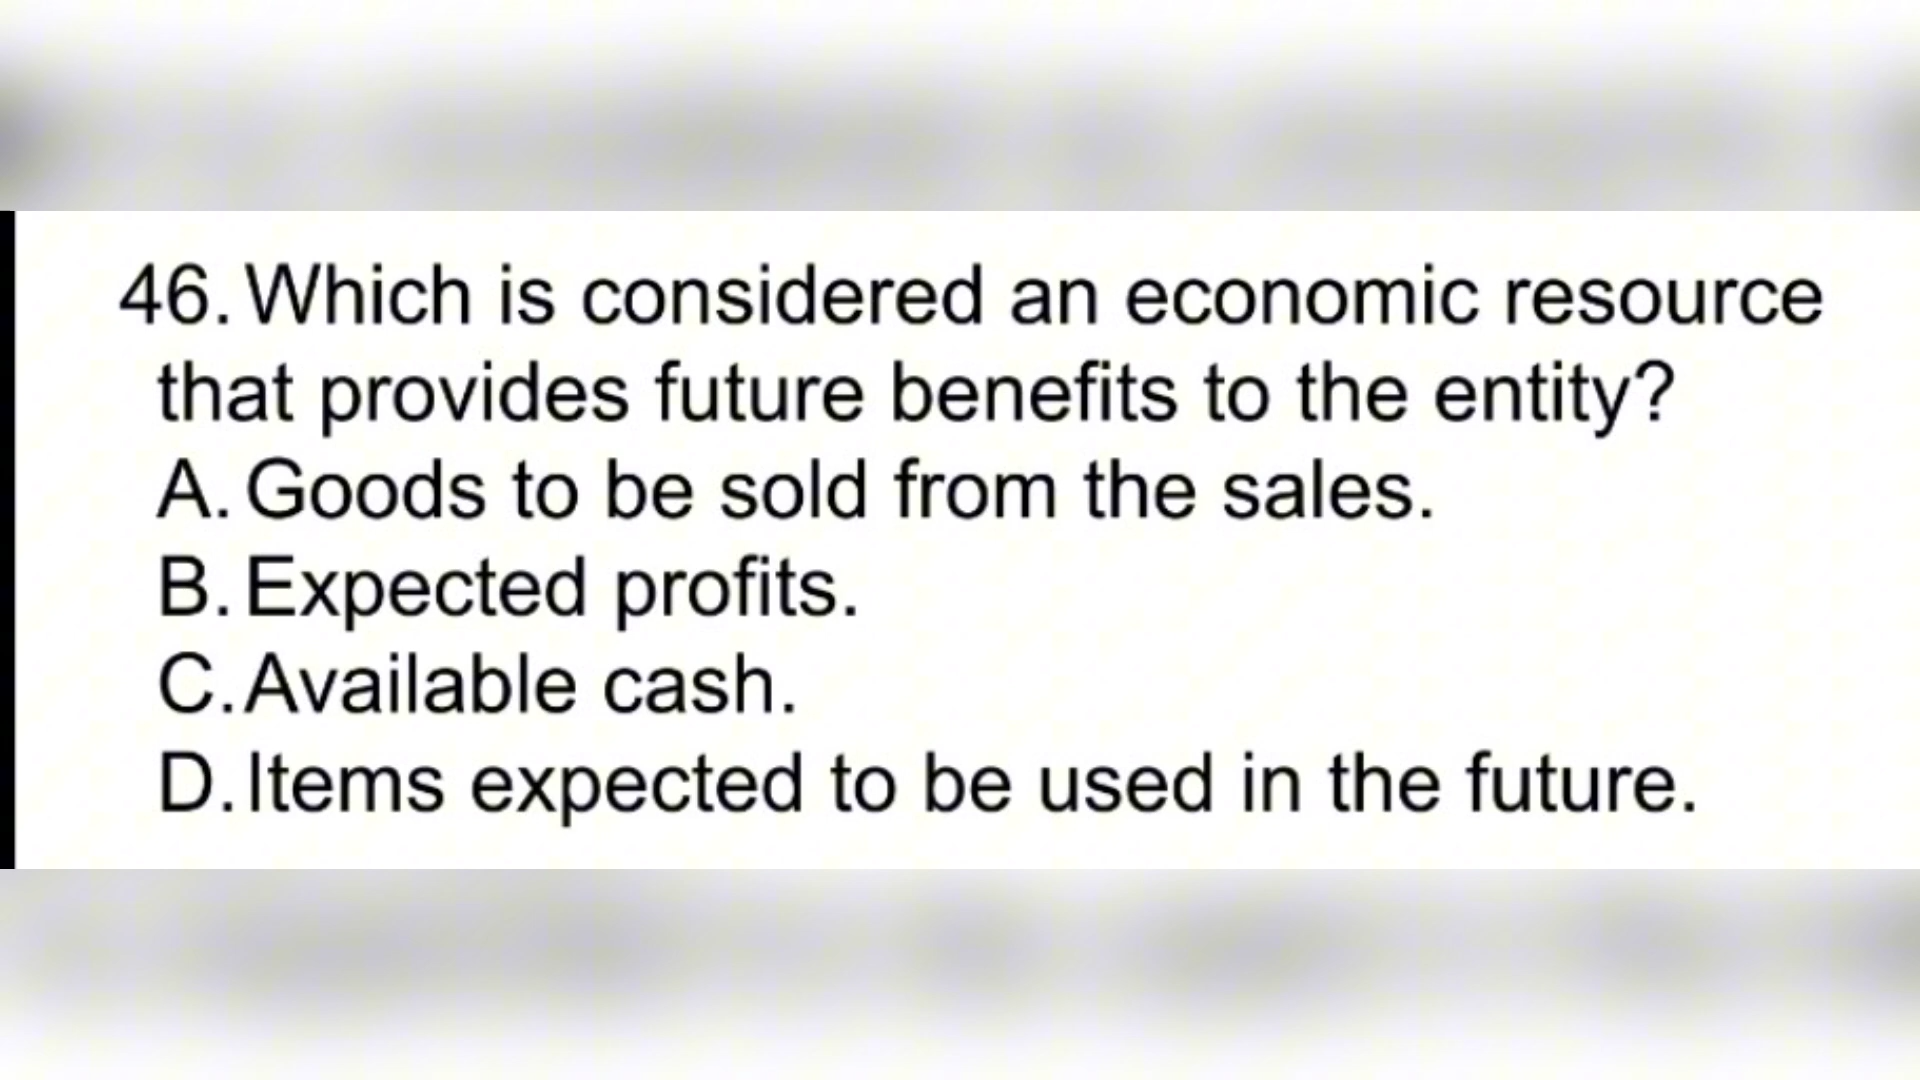 46. Which is considered an economic resource
that provides future benefits to the entity?
A. Goods to be sold from the sales.
B. Expected profits.
C. Available cash.
D. Items expected to be used in the future.